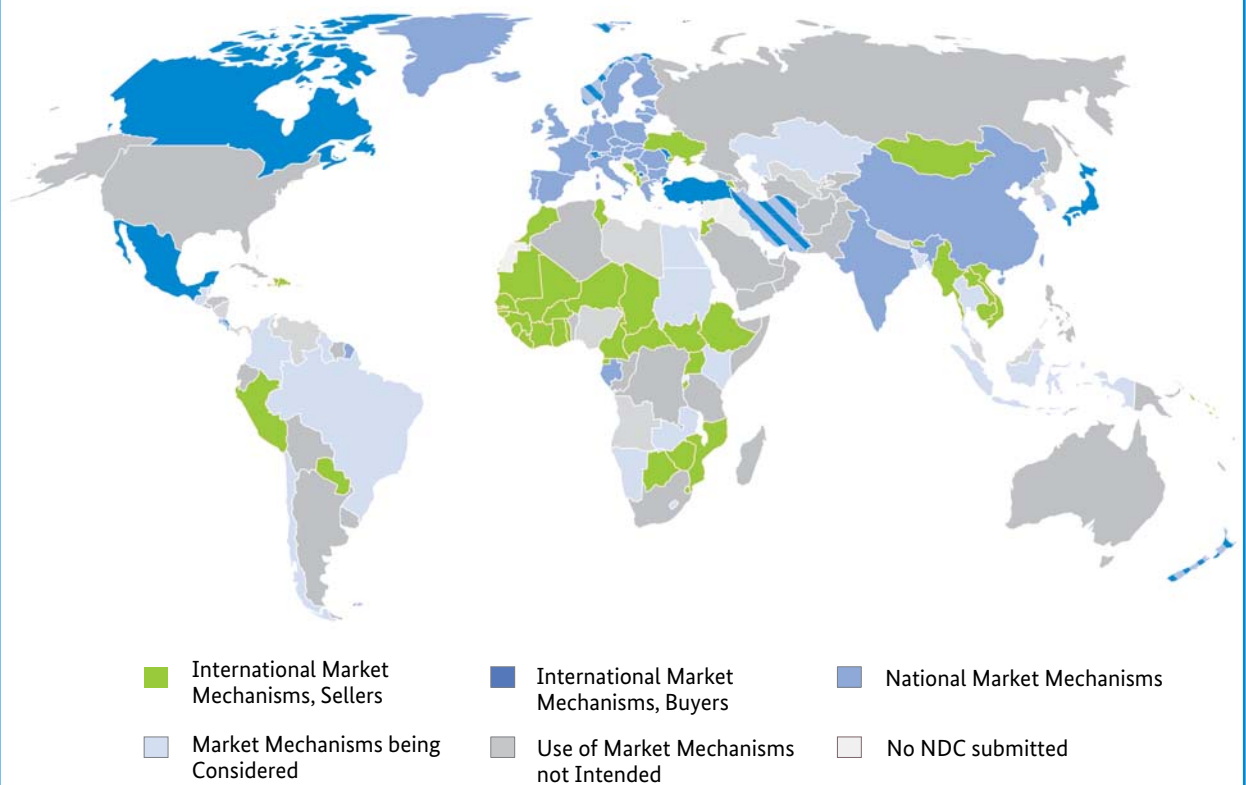 International Market
Mechanisms, Sellers
International Market
Mechanisms, Buyers
National Market Mechanisms
Market Mechanisms being
Considered
Use of Market Mechanisms
not Intended
No NDC submitted